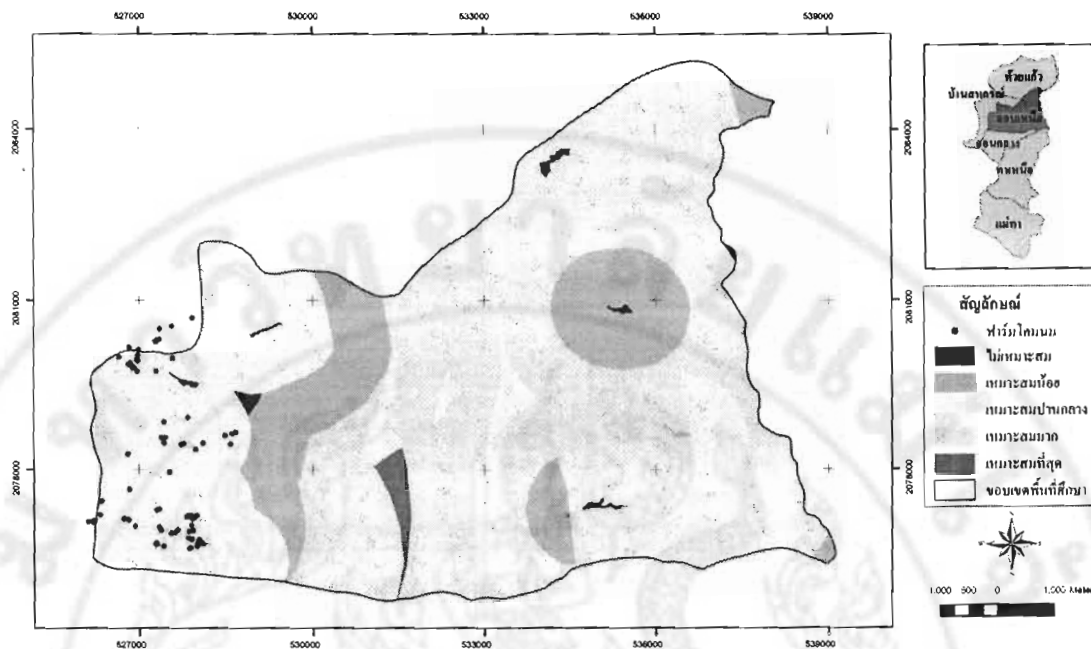 527000 530000 533000 536000 539000
2084000
2081000
2078000
527000 530000 533000 536000 539000
ห้วยแก้ว
บ้านสหกรณ์
ออนเหนือ
ออนกลาง
ทาเหนือ
แม่ทา
สัญลักษณ์
ฟาร์มโคนม
ไม่เหมาะสม
เหมาะสมน้อย
เหมาะสมปานกลาง
เหมาะสมมาก
เหมาะสมที่สุด
ขอบเขตพื้นที่ศึกษา
1,000 500 0 1,000 Meters